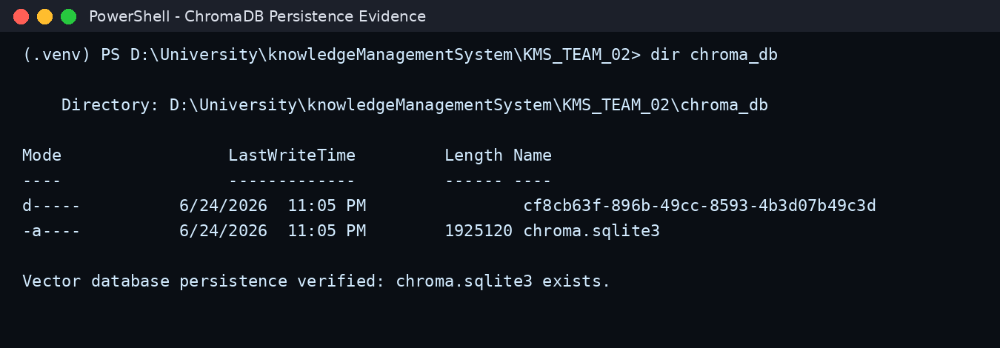 PowerShell - ChromaDB Persistence Evidence
(.venv) PS D:\University\knowledgeManagementSystem\KMS_TEAM_02> dir chroma_db
Directory: D:\University\knowledgeManagementSystem\KMS_TEAM_02\chroma_db
Mode                 LastWriteTime         Length Name
----                 -------------         ------ ----
d-----          6/24/2026  11:05 PM                cf8cb63f-896b-49cc-8593-4b3d07b49c3d
-a----          6/24/2026  11:05 PM        1925120 chroma.sqlite3
Vector database persistence verified: chroma.sqlite3 exists.